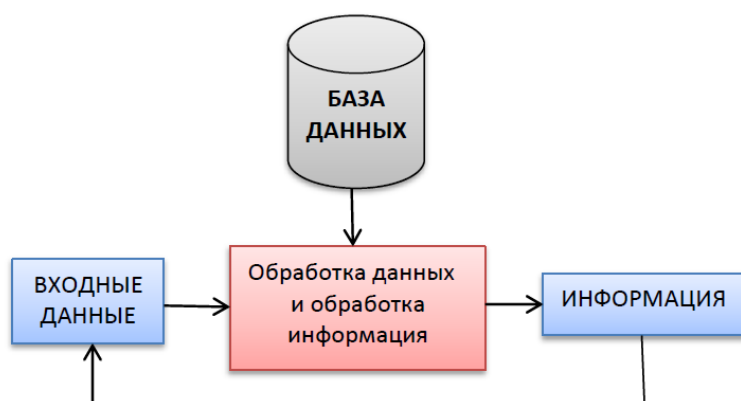 БАЗА
ДАННЫХ
ВХОДНЫЕ
ДАННЫЕ
Обработка данных
и обработка
информация
ИНФОРМАЦИЯ